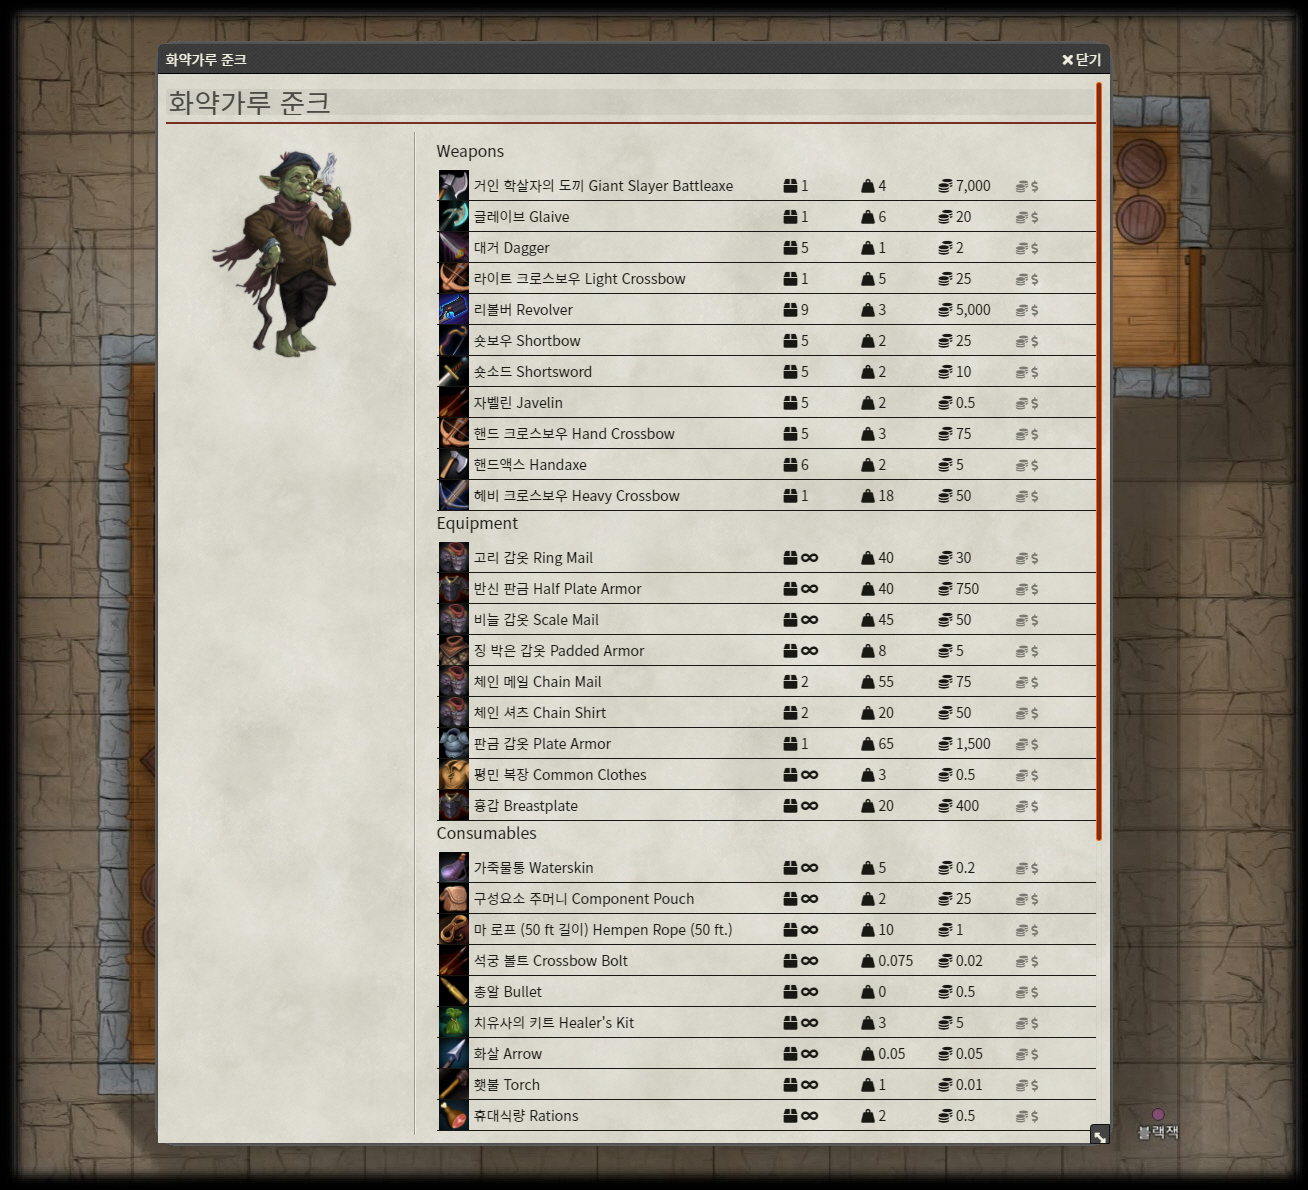 화약가루 준크
닫기
화약가루 준크
Weapons
거인 학살자의 도끼 Giant Slayer Battleaxe 1 4 7,000 $
글레이브 Glaive 1 6 20 $
대거 Dagger 5 1 2 $
라이트 크로스보우 Light Crossbow 1 5 25 $
리볼버 Revolver 9 3 5,000 $
숏보우 Shortbow 5 2 25 $
숏소드 Shortsword 5 2 10 $
자벨린 Javelin 5 2 0.5 $
핸드 크로스보우 Hand Crossbow 5 3 75 $
핸드액스 Handaxe 6 2 5 $
헤비 크로스보우 Heavy Crossbow 1 18 50 $
Equipment
고리 갑옷 Ring Mail ∞ 40 30 $
반신 판금 Half Plate Armor ∞ 40 750 $
비늘 갑옷 Scale Mail ∞ 45 50 $
징 박은 갑옷 Padded Armor ∞ 8 5 $
체인 메일 Chain Mail 2 55 75 $
체인 셔츠 Chain Shirt 2 20 50 $
판금 갑옷 Plate Armor 1 65 1,500 $
평민 복장 Common Clothes ∞ 3 0.5 $
흉갑 Breastplate ∞ 20 400 $
Consumables
가죽물통 Waterskin ∞ 5 0.2 $
구성요소 주머니 Component Pouch ∞ 2 25 $
마 로프 (50 ft 길이) Hempen Rope (50 ft.) ∞ 10 1 $
석궁 볼트 Crossbow Bolt ∞ 0.075 0.02 $
총알 Bullet ∞ 0 0.5 $
치유사의 키트 Healer's Kit ∞ 3 5 $
화살 Arrow ∞ 0.05 0.05 $
횃불 Torch ∞ 1 0.01 $
휴대식량 Rations ∞ 2 0.5 $
블랙잭